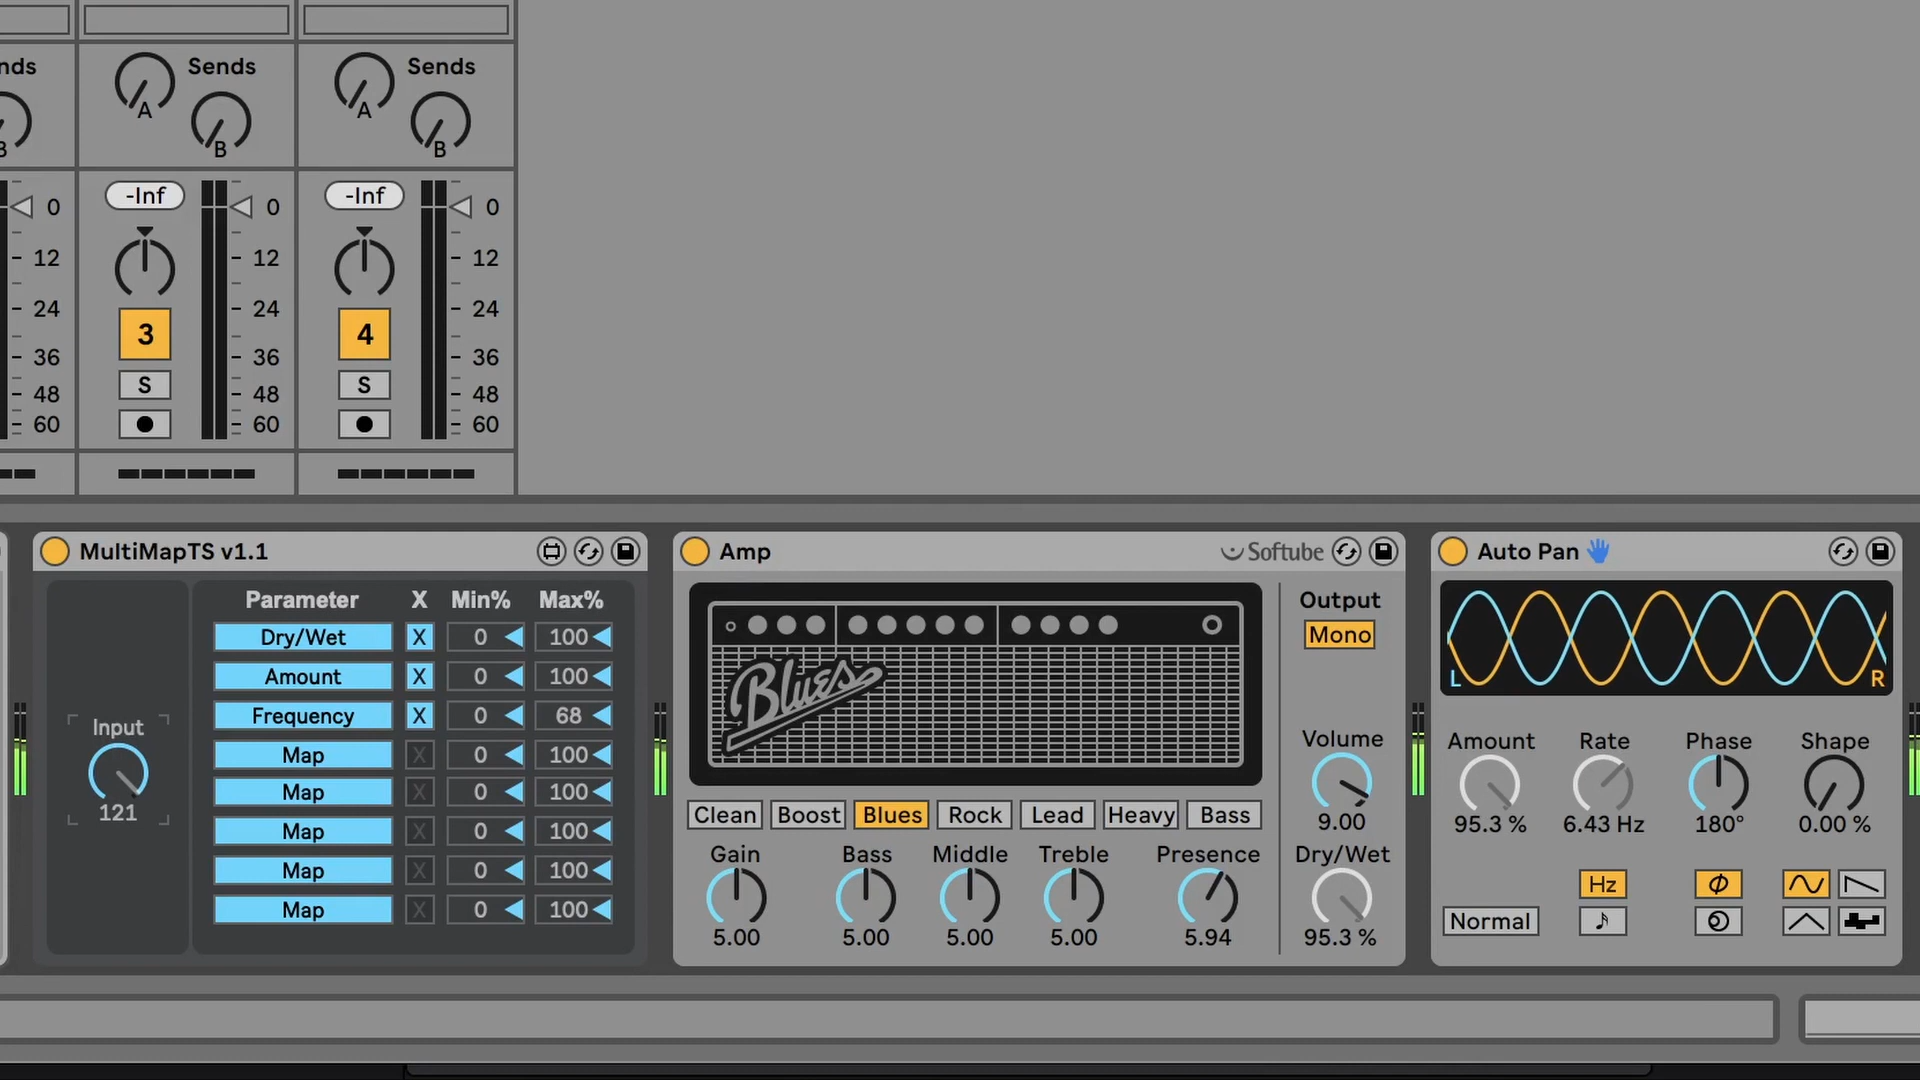 nds Sends Sends
A A
B B B
-Inf -Inf
0 0 0
12 12 12
24 24 24
3 4
36 36 36
S S
48 48 48
60 60 60
MultiMapTS v1.1
Input
121
Parameter X Min% Max%
Dry/Wet X 0 100
Amount X 0 100
Frequency X 0 68
Map X 0 100
Map X 0 100
Map X 0 100
Map X 0 100
Map X 0 100
Amp Softube
Blues
Output
Mono
Volume
9.00
Clean Boost Blues Rock Lead Heavy Bass
Gain Bass Middle Treble Presence Dry/Wet
5.00 5.00 5.00 5.00 5.94 95.3 %
Auto Pan
L R
Amount Rate Phase Shape
95.3 % 6.43 Hz 180° 0.00 %
Hz
Normal